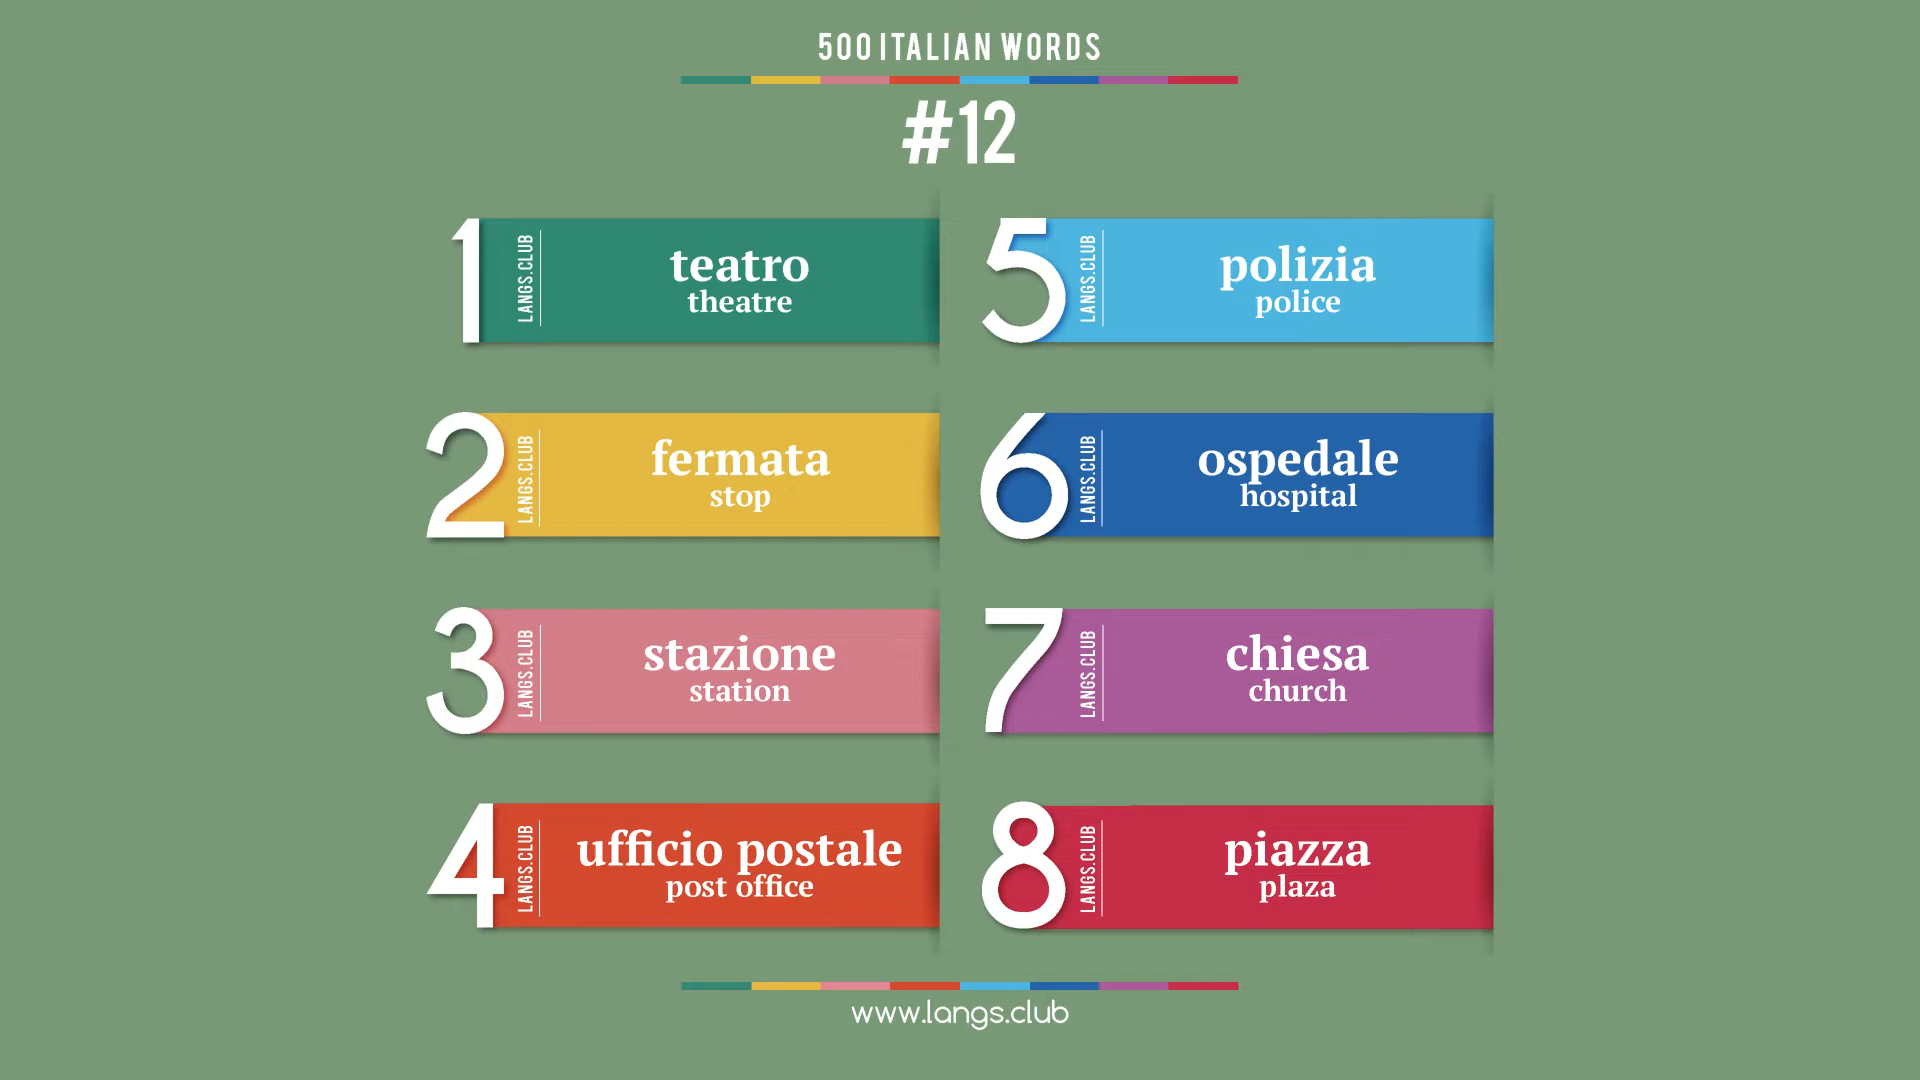 500 ITALIAN WORDS
#12
1
LANGS.CLUB
teatro
theatre
2
LANGS.CLUB
fermata
stop
3
LANGS.CLUB
stazione
station
4
LANGS.CLUB
ufficio postale
post office
5
LANGS.CLUB
polizia
police
6
LANGS.CLUB
ospedale
hospital
7
LANGS.CLUB
chiesa
church
8
LANGS.CLUB
piazza
plaza
www.langs.club